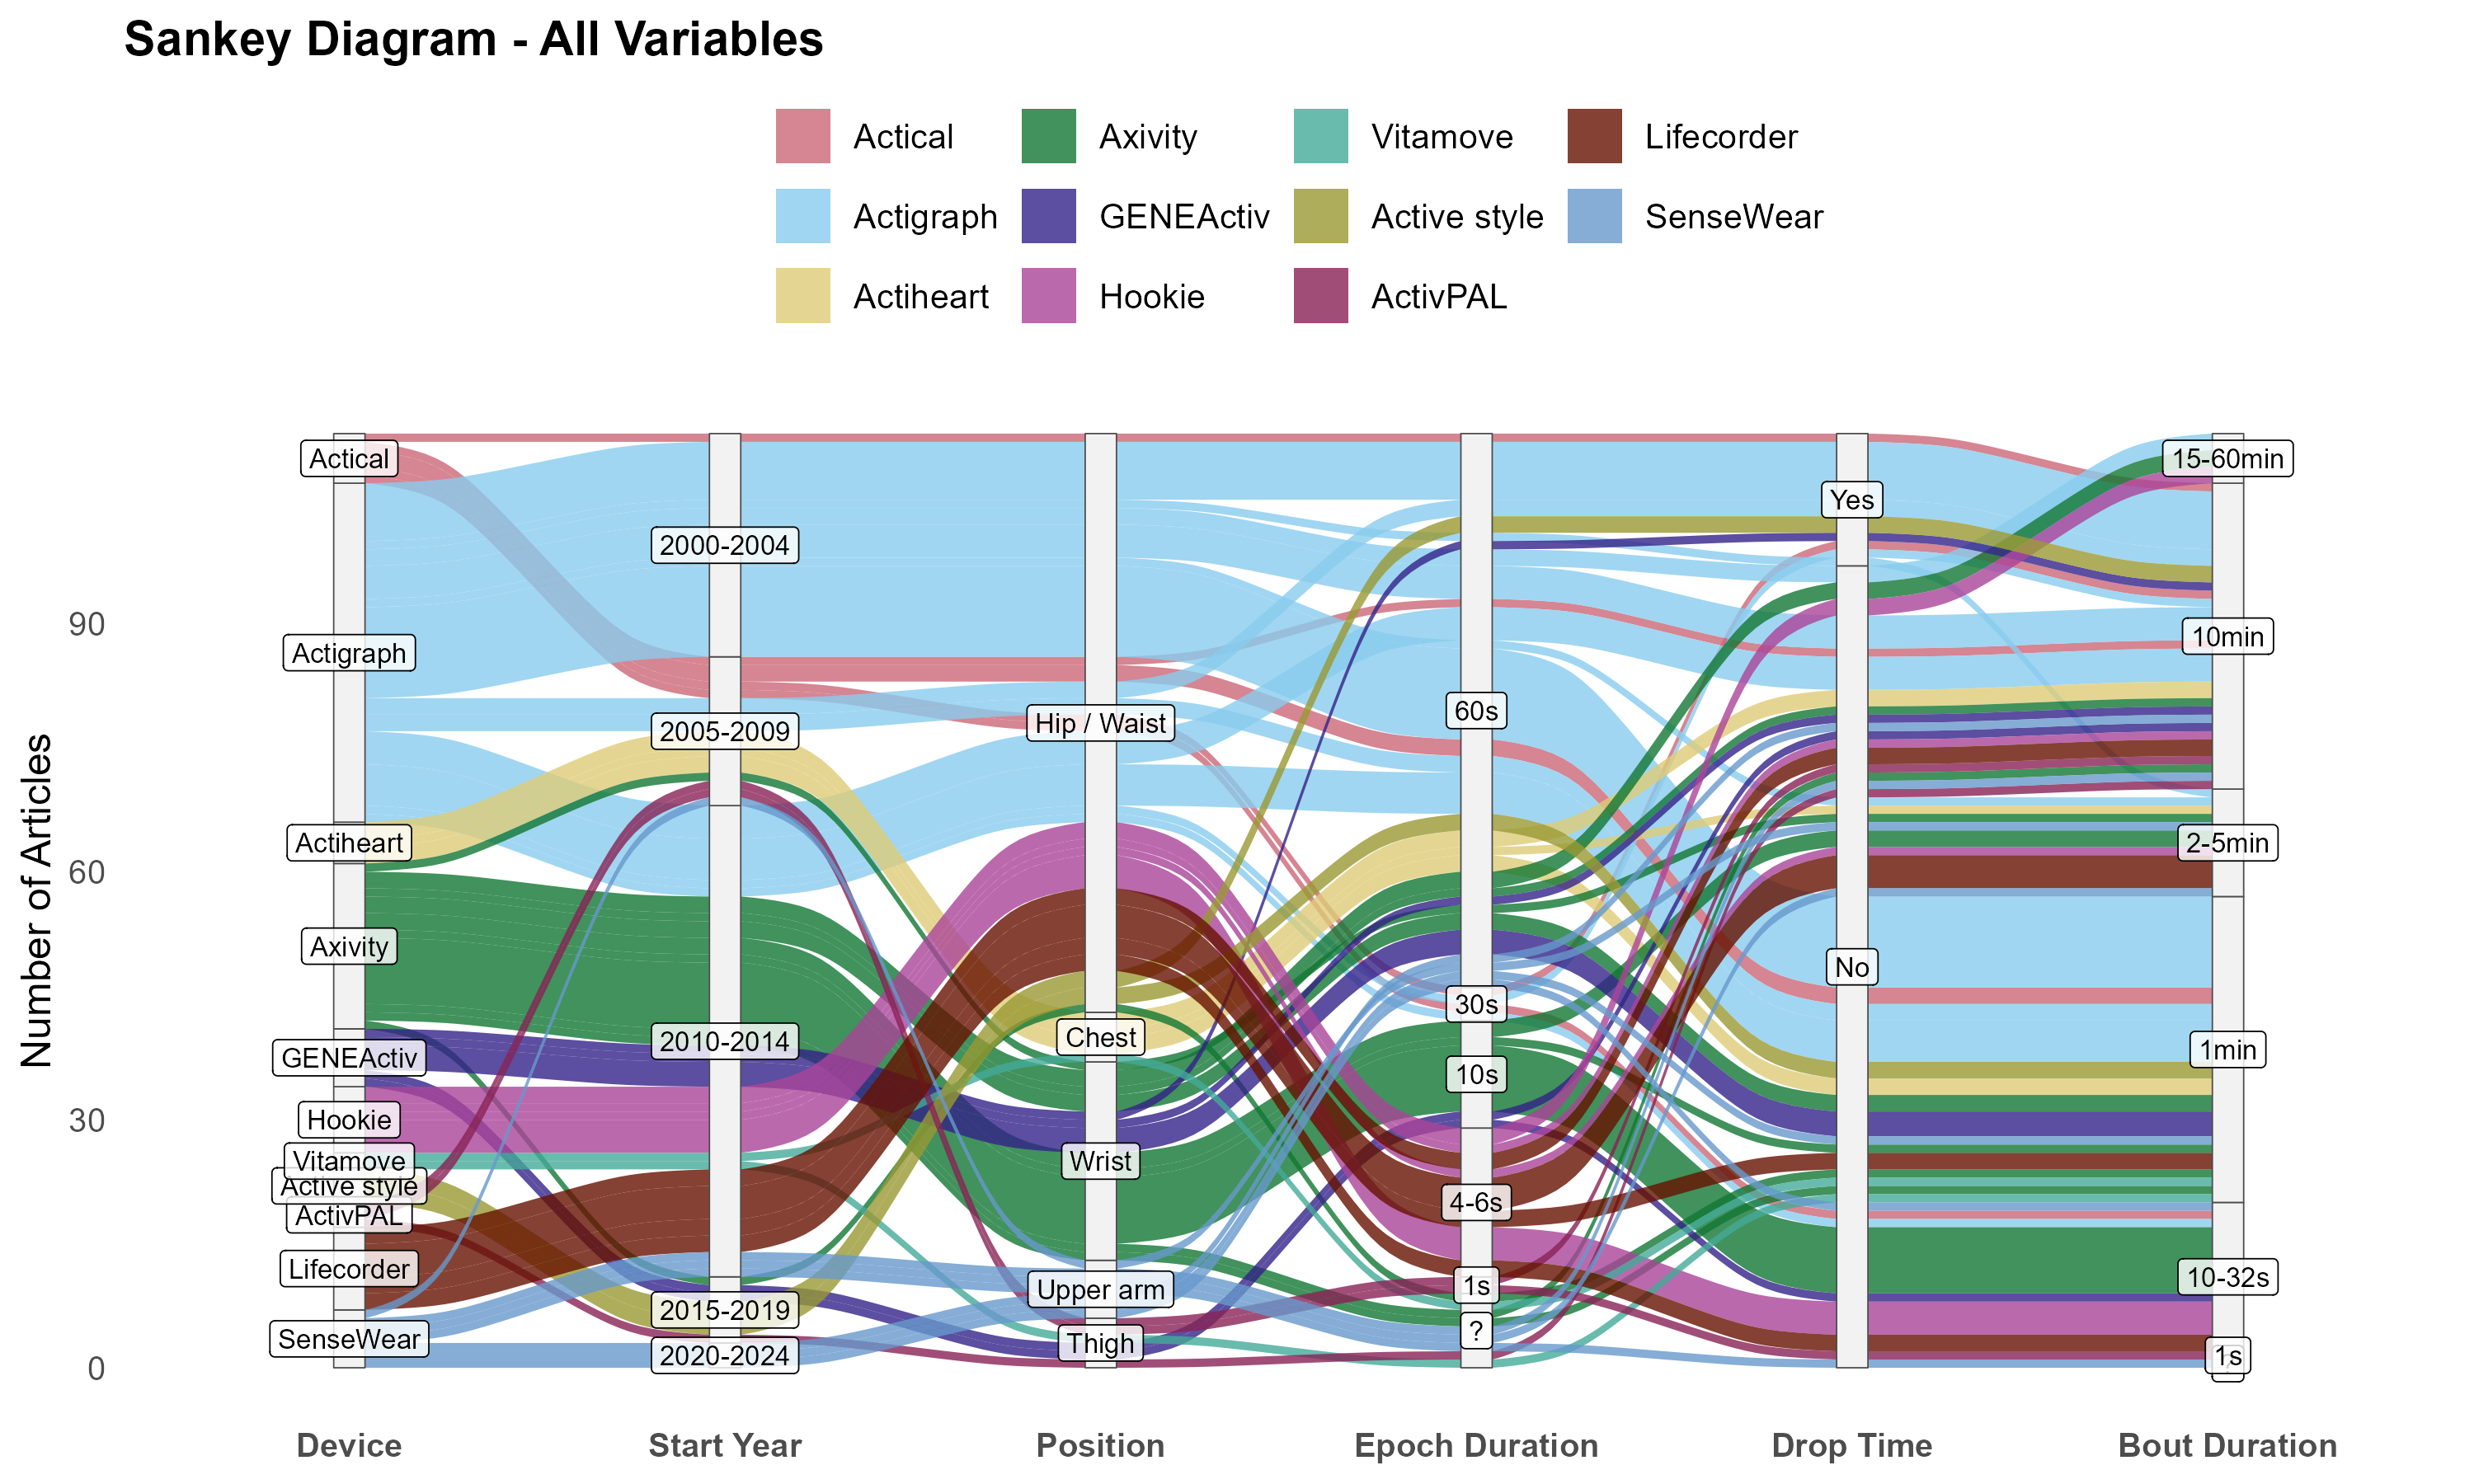 Sankey Diagram - All Variables
Actical
Axivity
Vitamove
Lifecorder
Actigraph
GENEActiv
Active style
SenseWear
Actiheart
Hookie
ActivPAL
Number of Articles
90
60
30
0
Actical
Actigraph
Actiheart
Axivity
GENEActiv
Hookie
Vitamove
Active style
ActivPAL
Lifecorder
SenseWear
2000-2004
2005-2009
2010-2014
2015-2019
2020-2024
Hip / Waist
Chest
Wrist
Upper arm
Thigh
60s
30s
10s
4-6s
1s
?
Yes
No
15-60min
10min
2-5min
1min
10-32s
1s
Device
Start Year
Position
Epoch Duration
Drop Time
Bout Duration